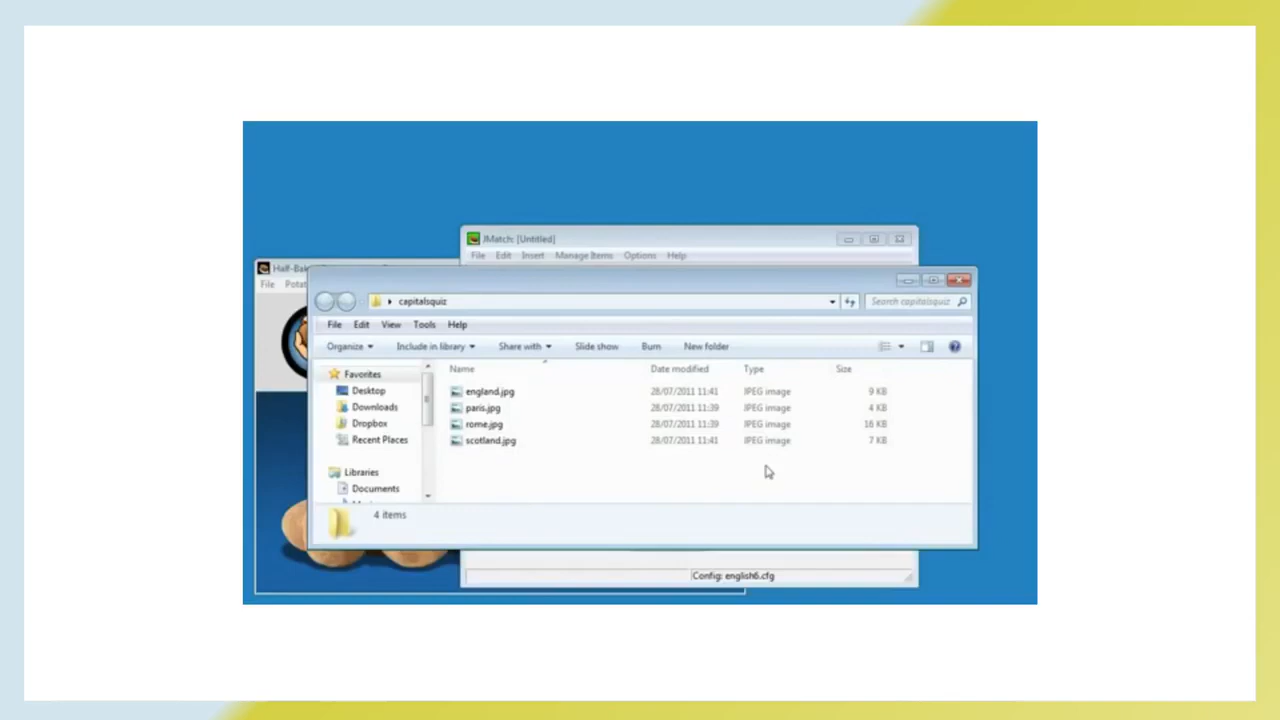 JMatch: [Untitled]
File Edit Insert Manage Items Options Help
File
capitalsquiz
Search capitalsquiz
File Edit View Tools Help
Organize Include in library Share with Slide show Burn New folder
Favorites
Desktop
Downloads
Dropbox
Recent Places
Libraries
Documents
Name Date modified Type Size
england.jpg 28/07/2011 11:41 JPEG image 9 KB
paris.jpg 28/07/2011 11:39 JPEG image 4 KB
rome.jpg 28/07/2011 11:39 JPEG image 16 KB
scotland.jpg 28/07/2011 11:41 JPEG image 7 KB
4 items
Config: english6.cfg